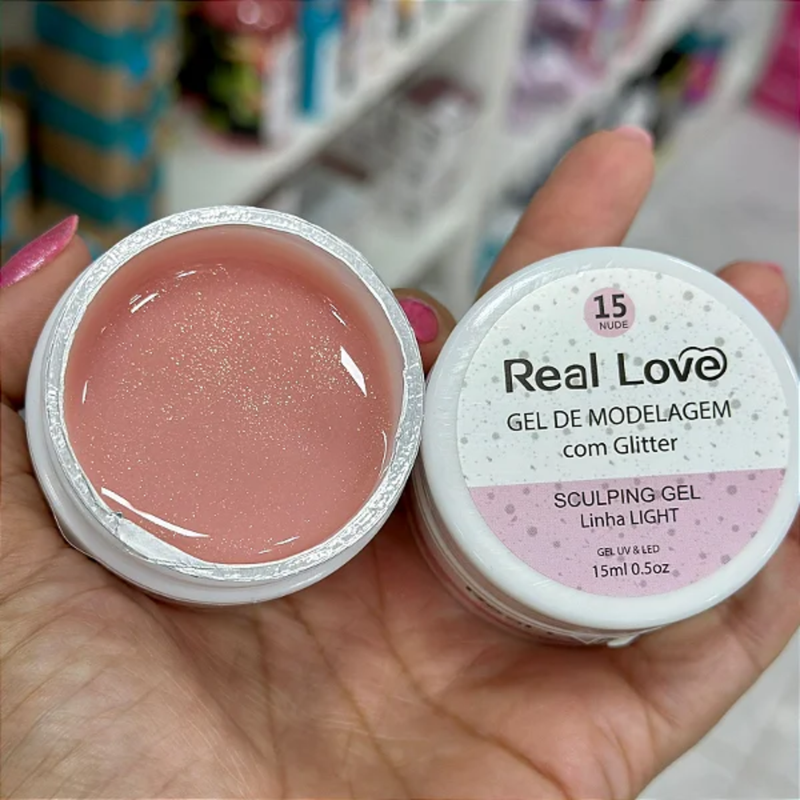 15
NUDE
Real Love
GEL DE MODELAGEM
com Glitter
SCULPING GEL
Linha LIGHT
GEL UV & LED
15ml 0.5oz